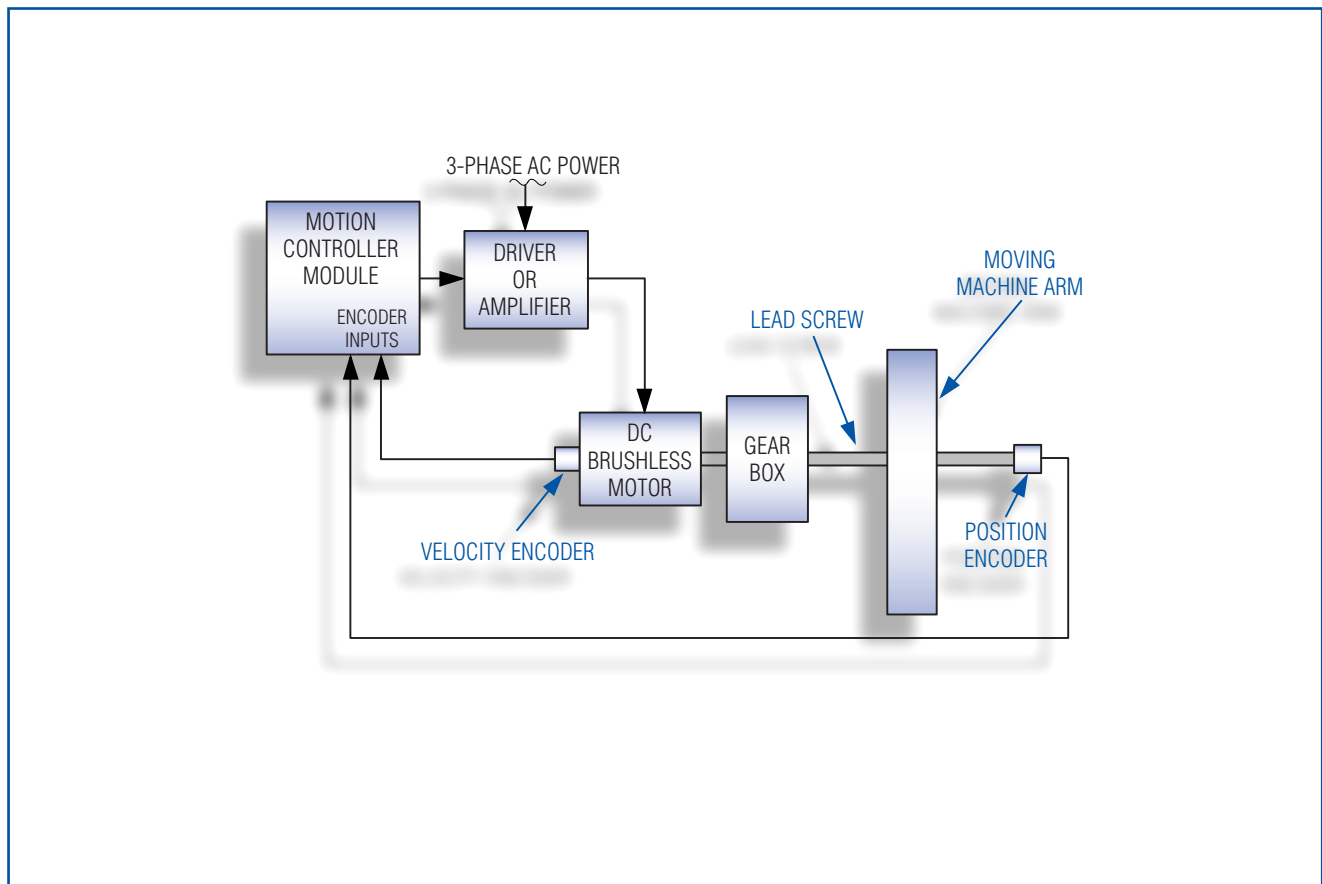 3-PHASE AC POWER
MOTION
CONTROLLER
MODULE
ENCODER
INPUTS
DRIVER
OR
AMPLIFIER
MOVING
MACHINE ARM
LEAD SCREW
DC
BRUSHLESS
MOTOR
GEAR
BOX
VELOCITY ENCODER
POSITION
ENCODER